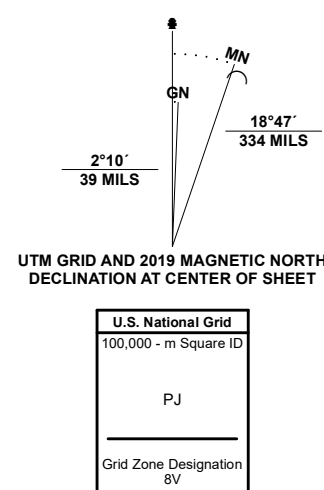 MN
GN
18°47´
334 MILS
2°10´
39 MILS
UTM GRID AND 2019 MAGNETIC NORTH
DECLINATION AT CENTER OF SHEET
U.S. National Grid
100,000 - m Square ID
PJ
Grid Zone Designation
8V